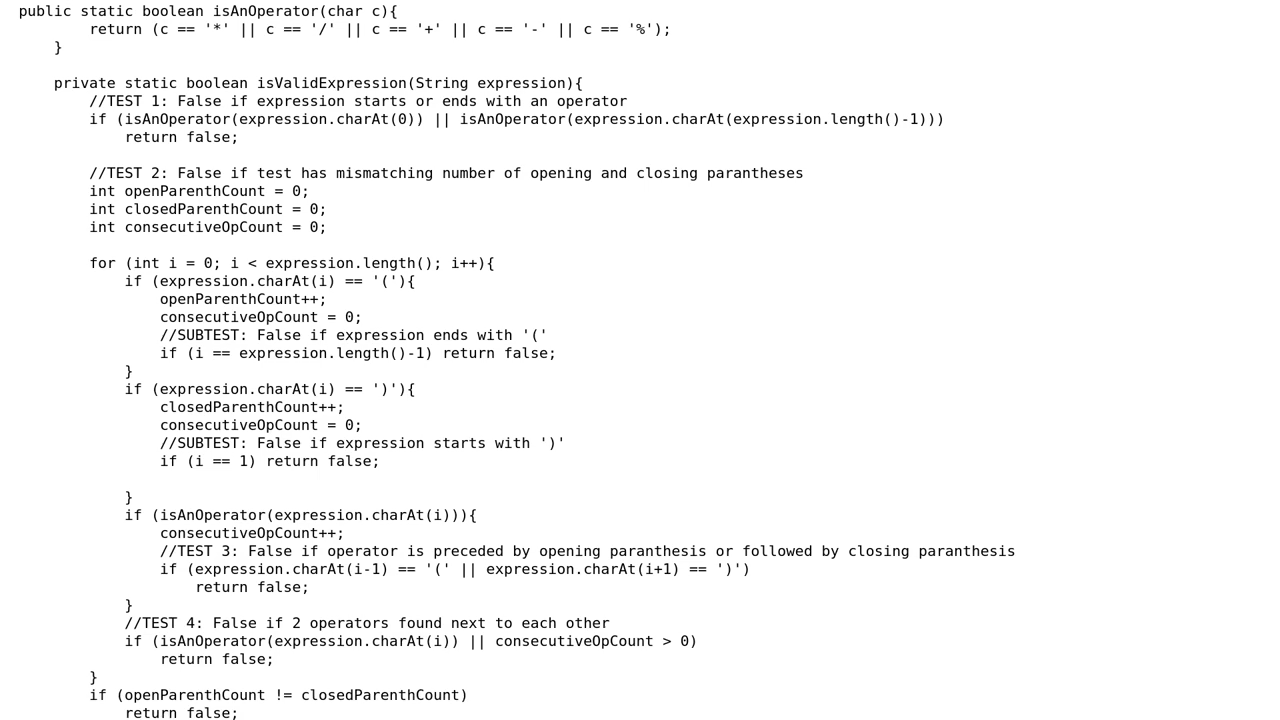 public static boolean isAnOperator(char c){
        return (c == '*' || c == '/' || c == '+' || c == '-' || c == '%');
    }

    private static boolean isValidExpression(String expression){
        //TEST 1: False if expression starts or ends with an operator
        if (isAnOperator(expression.charAt(0)) || isAnOperator(expression.charAt(expression.length()-1)))
            return false;

        //TEST 2: False if test has mismatching number of opening and closing parantheses
        int openParenthCount = 0;
        int closedParenthCount = 0;
        int consecutiveOpCount = 0;

        for (int i = 0; i < expression.length(); i++){
            if (expression.charAt(i) == '('){
                openParenthCount++;
                consecutiveOpCount = 0;
                //SUBTEST: False if expression ends with '('
                if (i == expression.length()-1) return false;
            }
            if (expression.charAt(i) == ')'){
                closedParenthCount++;
                consecutiveOpCount = 0;
                //SUBTEST: False if expression starts with ')'
                if (i == 1) return false;

            }
            if (isAnOperator(expression.charAt(i))){
                consecutiveOpCount++;
                //TEST 3: False if operator is preceded by opening paranthesis or followed by closing paranthesis
                if (expression.charAt(i-1) == '(' || expression.charAt(i+1) == ')')
                    return false;
            }
            //TEST 4: False if 2 operators found next to each other
            if (isAnOperator(expression.charAt(i)) || consecutiveOpCount > 0)
                return false;
        }
        if (openParenthCount != closedParenthCount)
            return false;